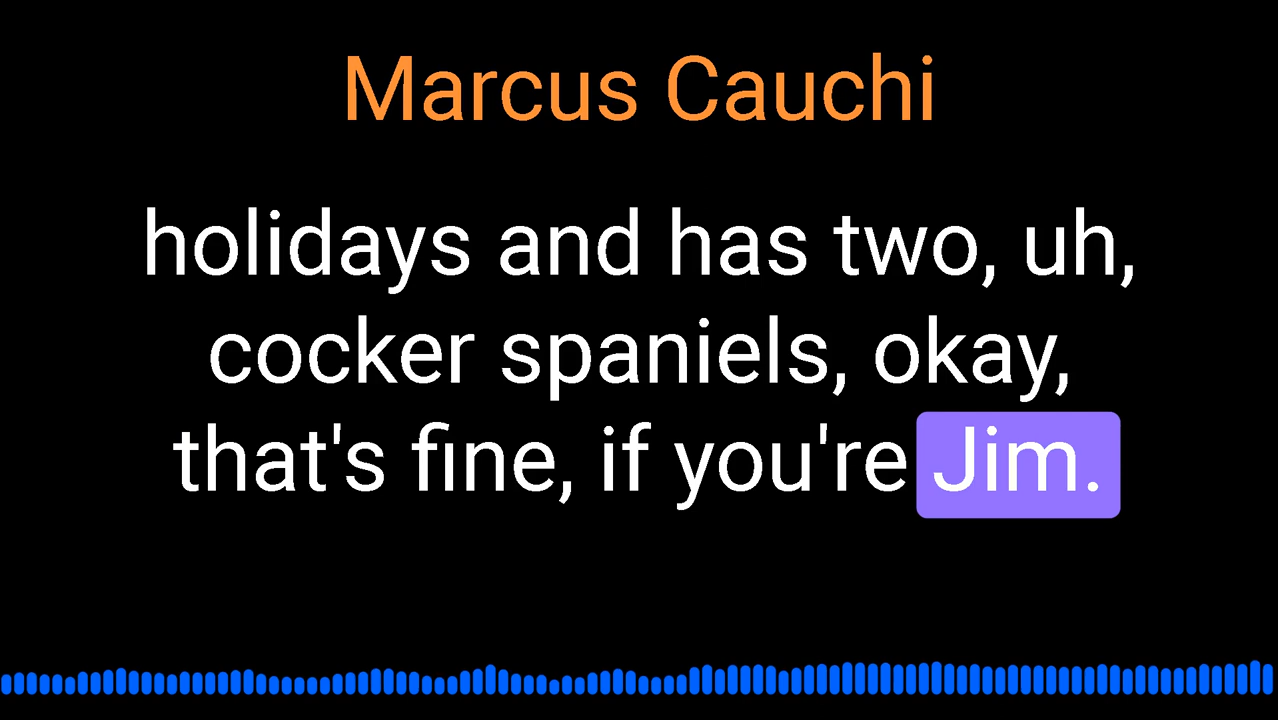 Marcus Cauchi
holidays and has two, uh,
cocker spaniels, okay,
that's fine, if you're Jim.